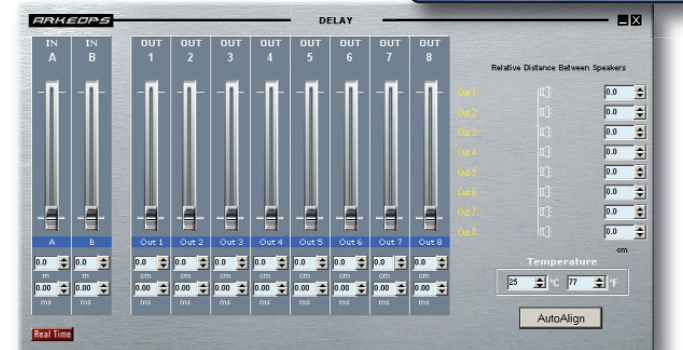 ARKEOPS
DELAY
IN IN OUT OUT OUT OUT OUT OUT OUT OUT
A B 1 2 3 4 5 6 7 8
Relative Distance Between Speakers
Out 1 0.0
Out 2 0.0
Out 3 0.0
Out 4 0.0
Out 5 0.0
Out 6 0.0
Out 7 0.0
Out 8 0.0
cm
A B Out 1 Out 2 Out 3 Out 4 Out 5 Out 6 Out 7 Out 8
0.0 0.0 0.0 0.0 0.0 0.0 0.0 0.0 0.0 0.0
m m cm cm cm cm cm cm cm cm
0.00 0.00 0.00 0.00 0.00 0.00 0.00 0.00 0.00 0.00
ms ms ms ms ms ms ms ms ms ms
Temperature
25 °C 77 °F
AutoAlign
Real Time